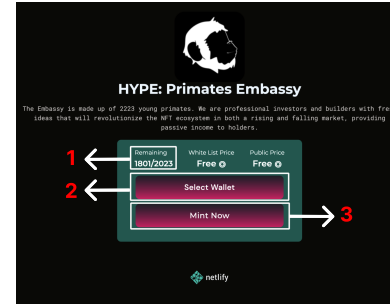 HYPE: Primates Embassy
The Embassy is made up of 2223 young primates. We are professional investors and builders with fres
ideas that will revolutionize the NFT ecosystem in both a rising and falling market, providing
passive income to holders.
1
Remaining
White List Price
Public Price
1801/2023
Free
Free
2
Select Wallet
Mint Now
3
netlify